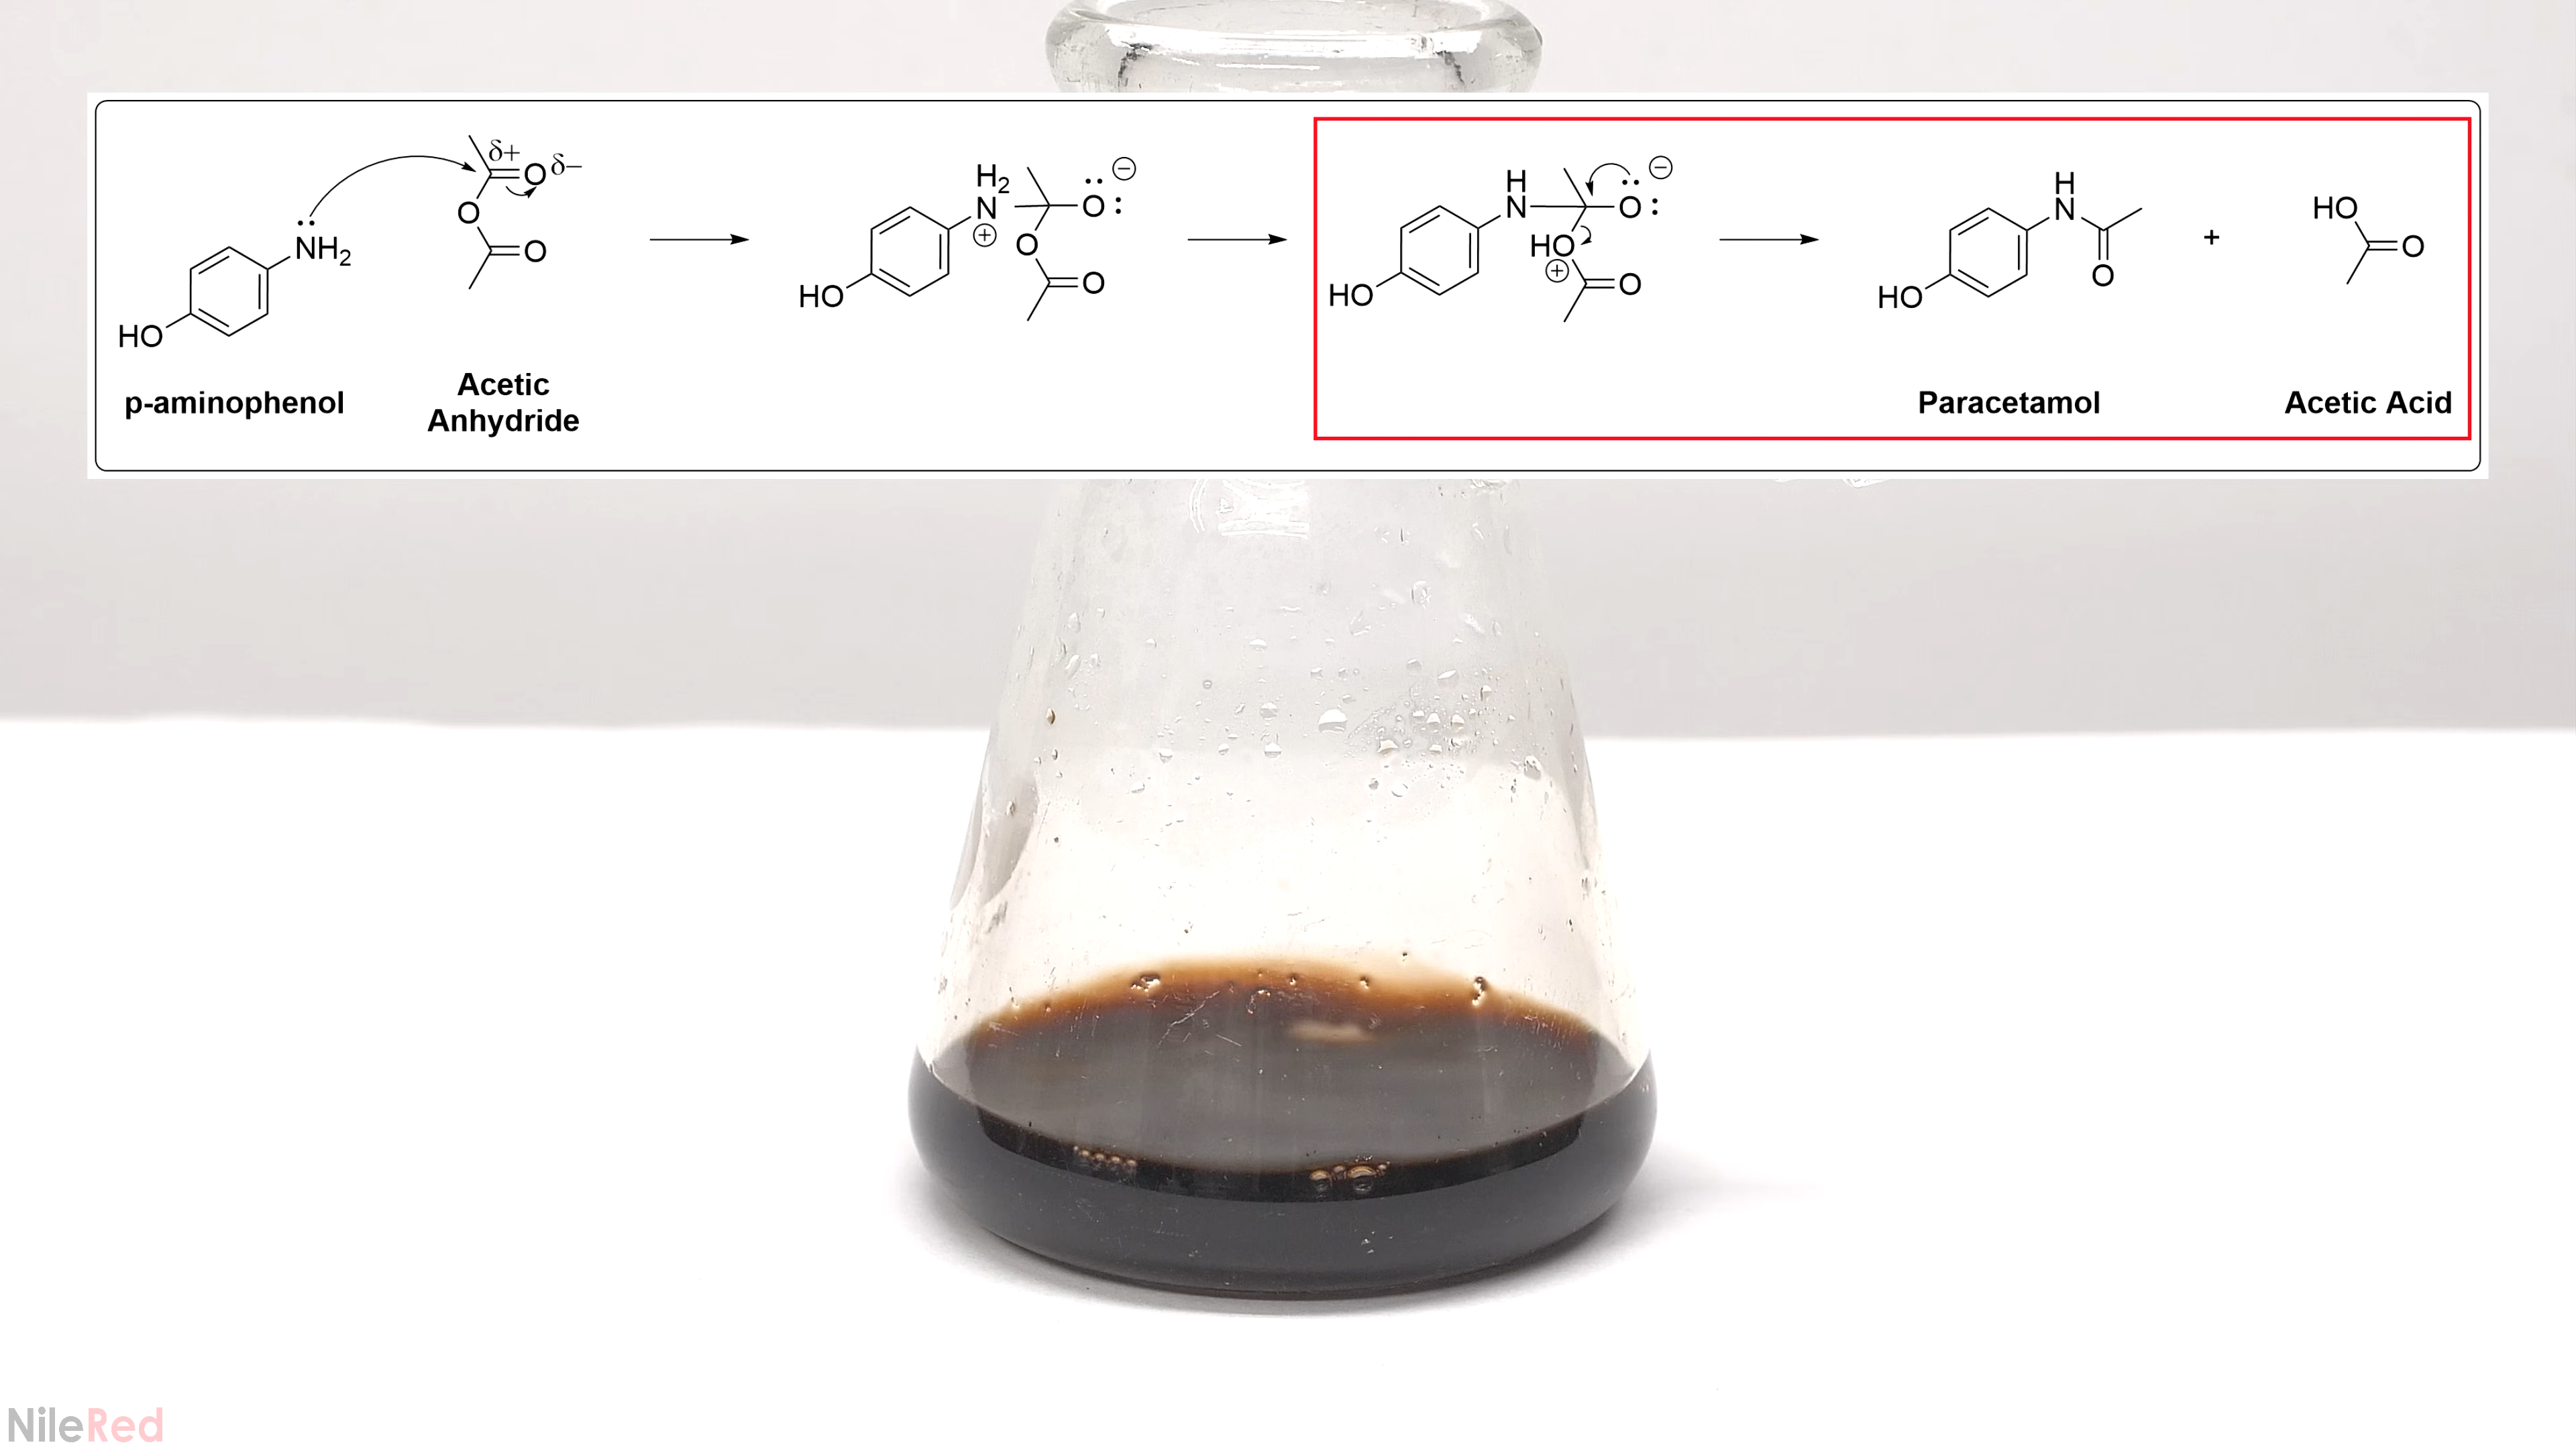 δ+
O δ−
O
NH2
O
HO
p-aminophenol
Acetic
Anhydride
H2
N
⊕
O:
⊖
O
O
HO
H
N
O:
⊖
HO
⊕
O
HO
H
N
O
HO
Paracetamol
+
HO
O
Acetic Acid
NileRed